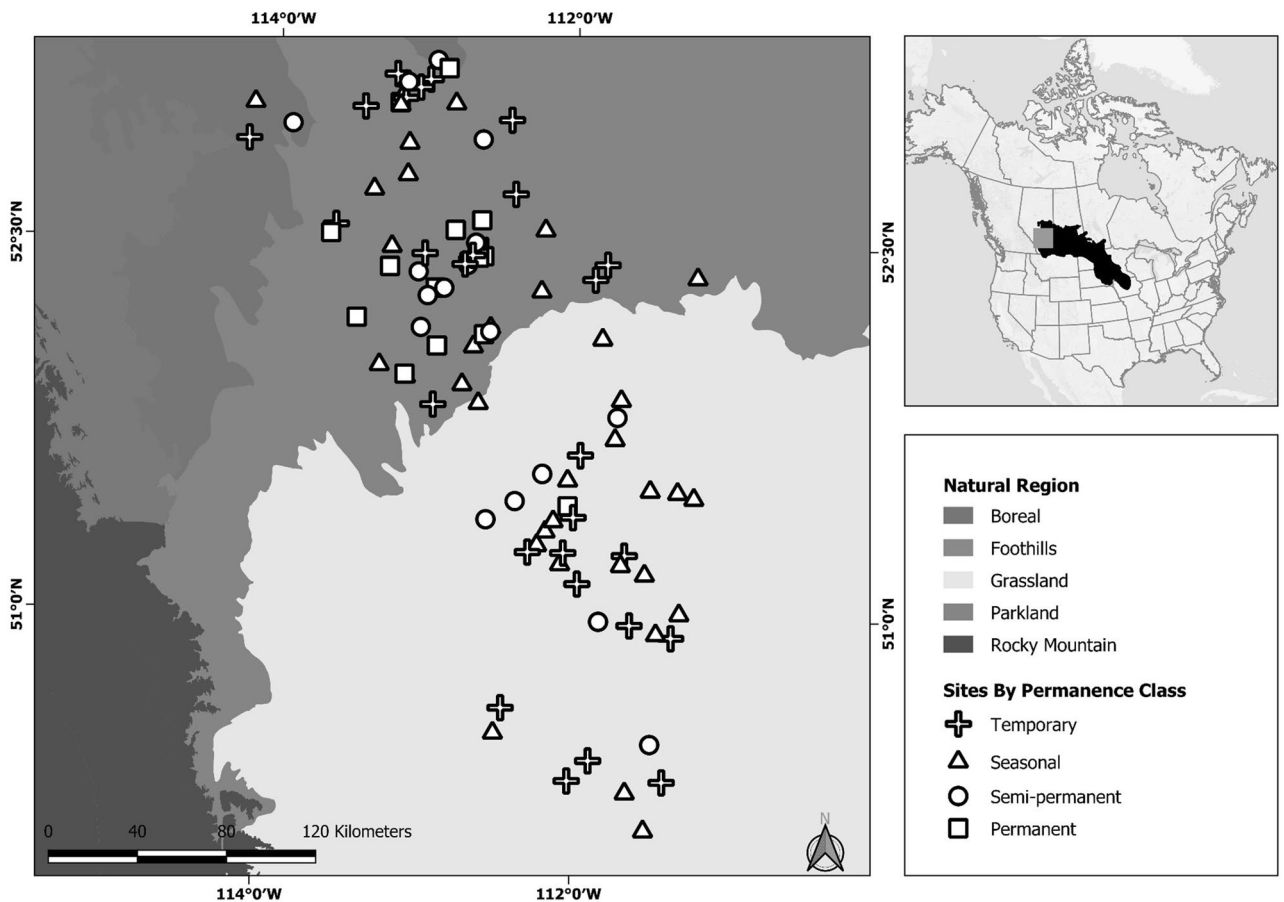 114°0'W 112°0'W
52°30'N
52°30'N
51°0'N
51°0'N
0 40 80 120 Kilometers
N
114°0'W 112°0'W
Natural Region
Boreal
Foothills
Grassland
Parkland
Rocky Mountain
Sites By Permanence Class
Temporary
Seasonal
Semi-permanent
Permanent